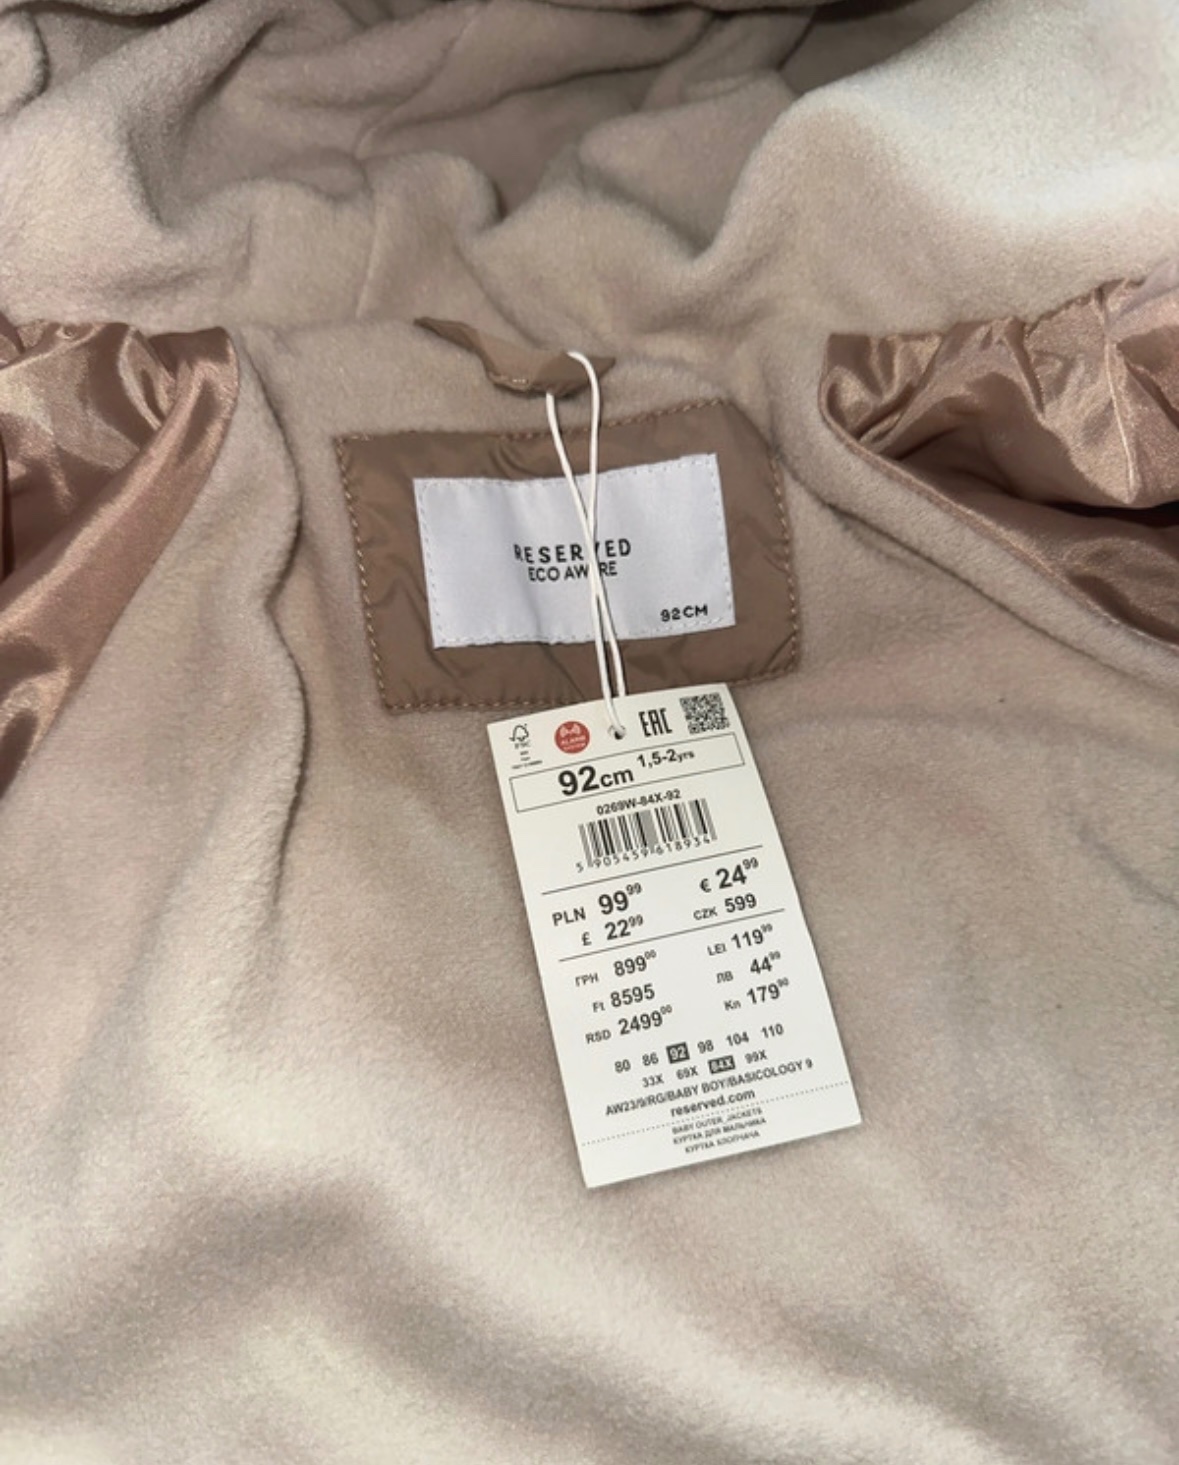 RESERVED
ECO AWARE
92CM
FSC
EAC
ALARM
92cm 1,5-2yrs
0269W-84X-92
5 905459 618934
PLN 99⁹⁹ € 24⁹⁹
£ 22⁹⁹ CZK 599
ГРН 899⁰⁰ LEI 119⁹⁹
Ft 8595 ЛВ 44⁹⁹
RSD 2499⁰⁰ Kn 179⁹⁰
80 86 92 98 104 110
33X 69X 84X 99X
AW23/9/RG/BABY BOY/BASICOLOGY 9
reserved.com
BABY OUTER_JACKETS
КУРТКА ДЛЯ МАЛЬЧИКА
КУРТКА ХЛОПЧАЧА